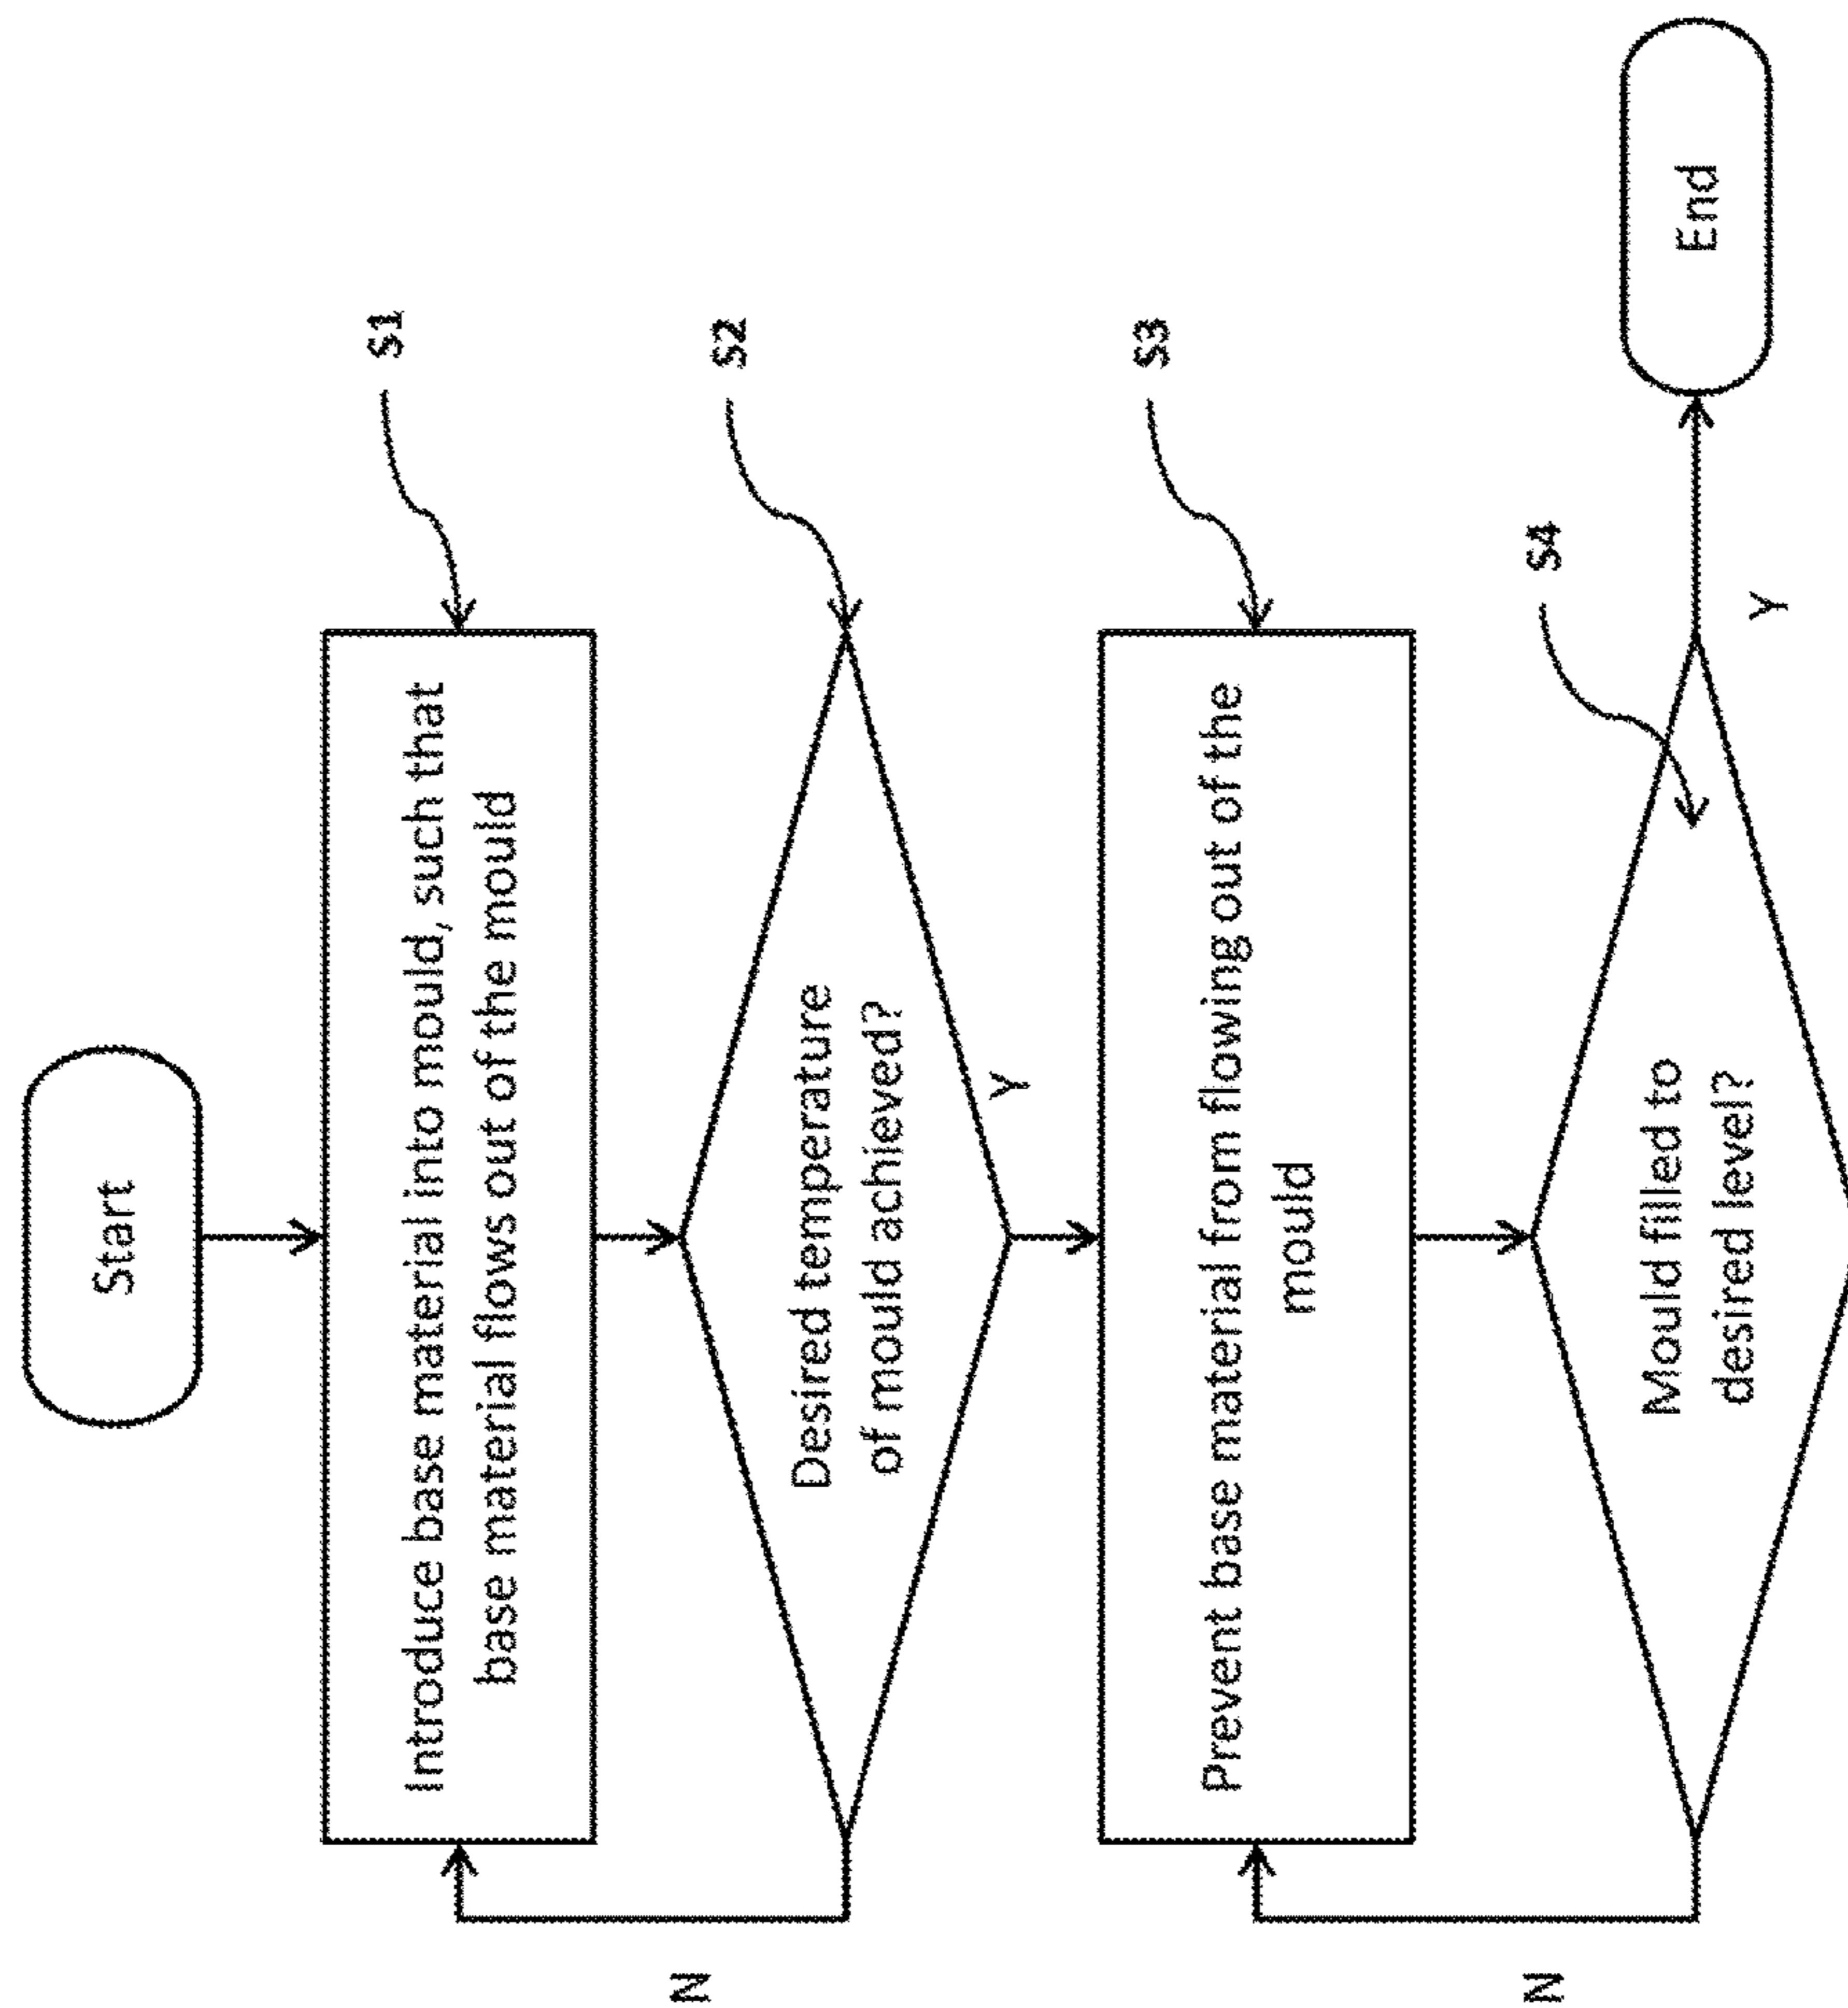 Start
Introduce base material into mould, such that
base material flows out of the mould
S1
Desired temperature
of mould achieved?
S2
N
Y
Prevent base material from flowing out of the
mould
S3
Mould filled to
desired level?
S4
N
Y
End